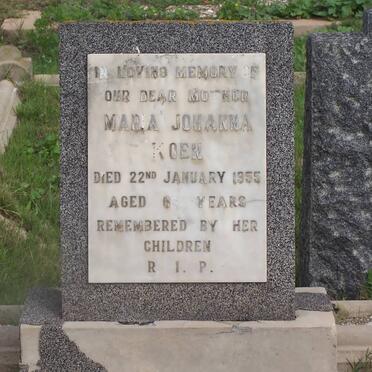 IN LOVING MEMORY OF
OUR DEAR MOTHER
MARIA JOHANNA
KOEN
DIED 22ND JANUARY 1955
AGED 6 YEARS
REMEMBERED BY HER
CHILDREN
R. I. P.